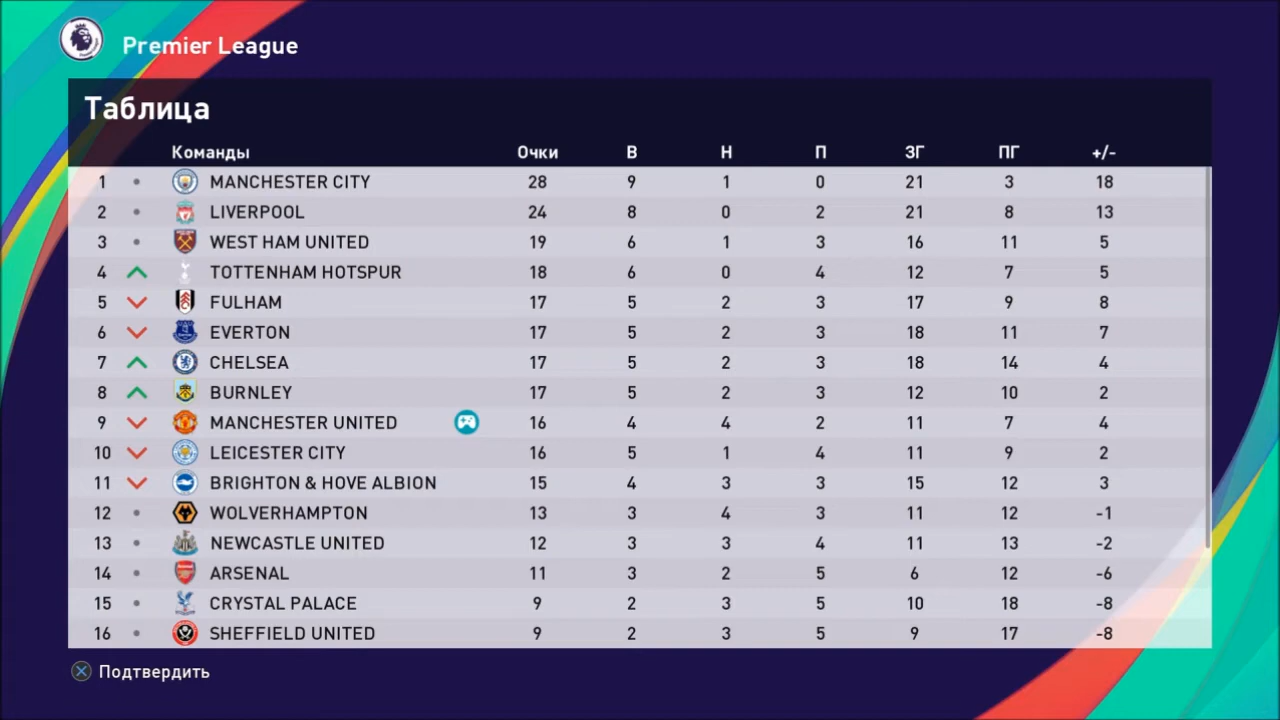 Premier League
Таблица
Команды Очки В Н П ЗГ ПГ +/-
1 MANCHESTER CITY 28 9 1 0 21 3 18
2 LIVERPOOL 24 8 0 2 21 8 13
3 WEST HAM UNITED 19 6 1 3 16 11 5
4 TOTTENHAM HOTSPUR 18 6 0 4 12 7 5
5 FULHAM 17 5 2 3 17 9 8
6 EVERTON 17 5 2 3 18 11 7
7 CHELSEA 17 5 2 3 18 14 4
8 BURNLEY 17 5 2 3 12 10 2
9 MANCHESTER UNITED 16 4 4 2 11 7 4
10 LEICESTER CITY 16 5 1 4 11 9 2
11 BRIGHTON & HOVE ALBION 15 4 3 3 15 12 3
12 WOLVERHAMPTON 13 3 4 3 11 12 -1
13 NEWCASTLE UNITED 12 3 3 4 11 13 -2
14 ARSENAL 11 3 2 5 6 12 -6
15 CRYSTAL PALACE 9 2 3 5 10 18 -8
16 SHEFFIELD UNITED 9 2 3 5 9 17 -8
Подтвердить